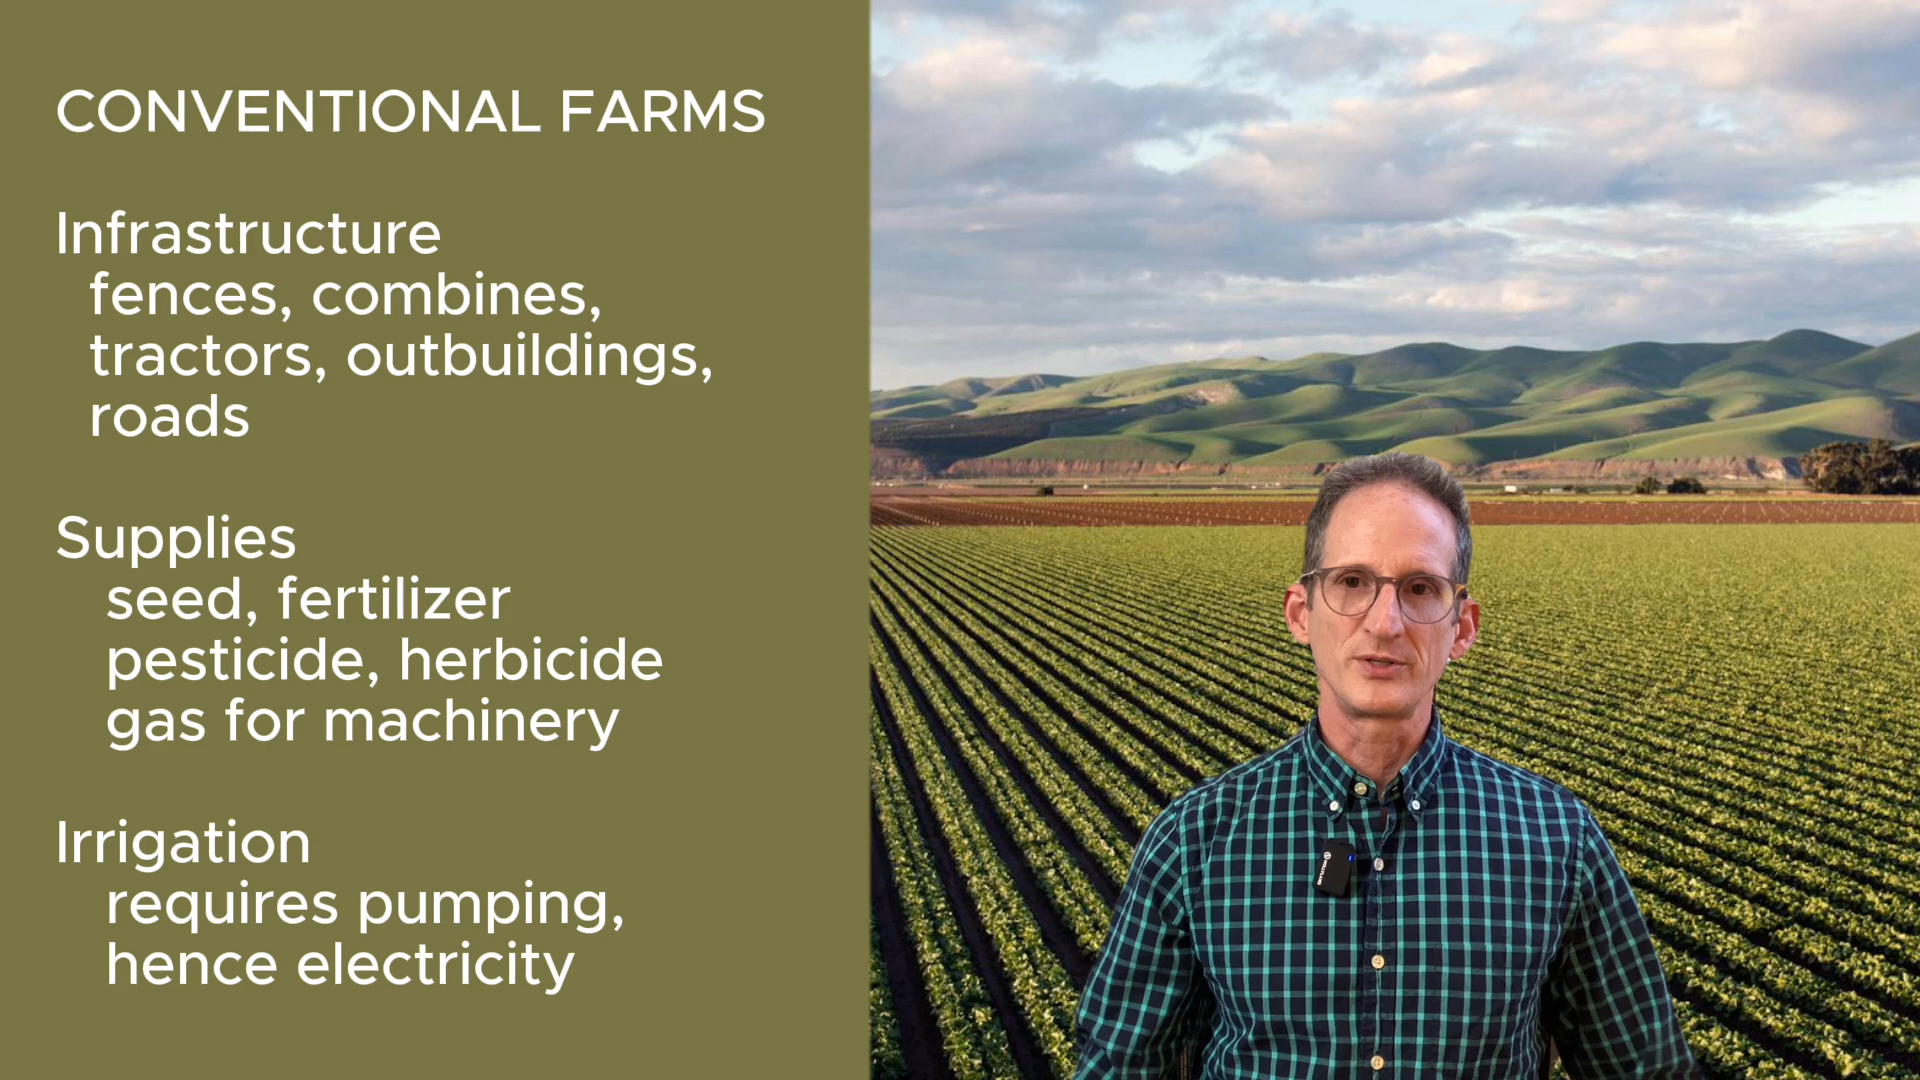 CONVENTIONAL FARMS
Infrastructure
fences, combines,
tractors, outbuildings,
roads
Supplies
seed, fertilizer
pesticide, herbicide
gas for machinery
Irrigation
requires pumping,
hence electricity
HOLLYLAND